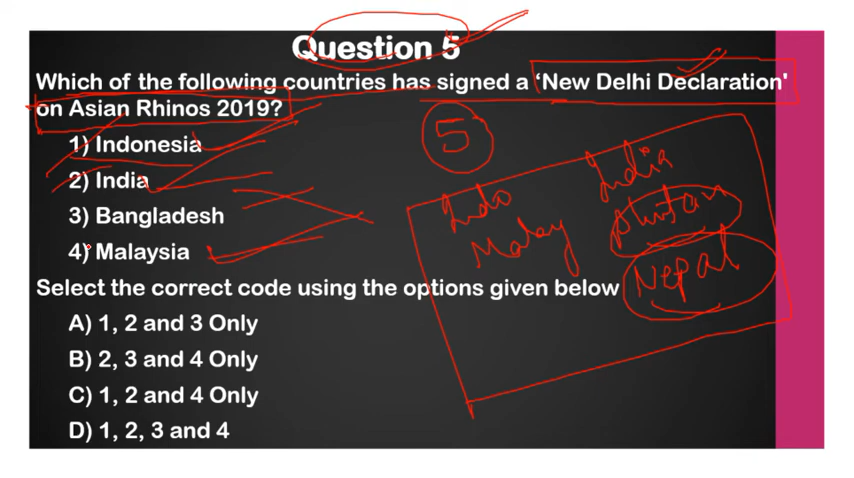 Question 5
Which of the following countries has signed a ‘New Delhi Declaration'
on Asian Rhinos 2019?
1) Indonesia
2) India
3) Bangladesh
4) Malaysia
Select the correct code using the options given below
A) 1, 2 and 3 Only
B) 2, 3 and 4 Only
C) 1, 2 and 4 Only
D) 1, 2, 3 and 4
5
Indo India
Malay Bhutan
Nepal